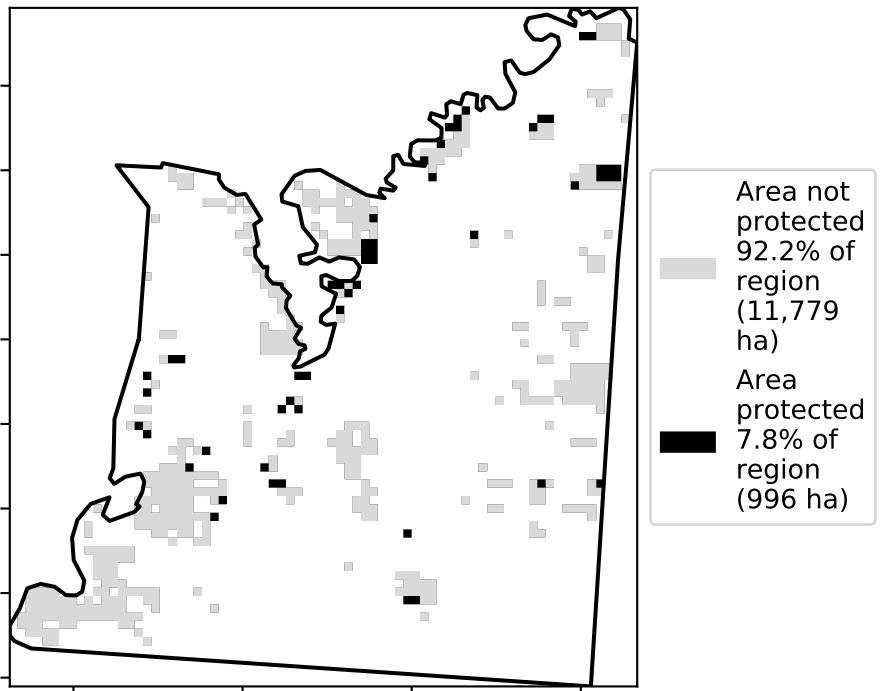 Area not
protected
92.2% of
region
(11,779
ha)
Area
protected
7.8% of
region
(996 ha)